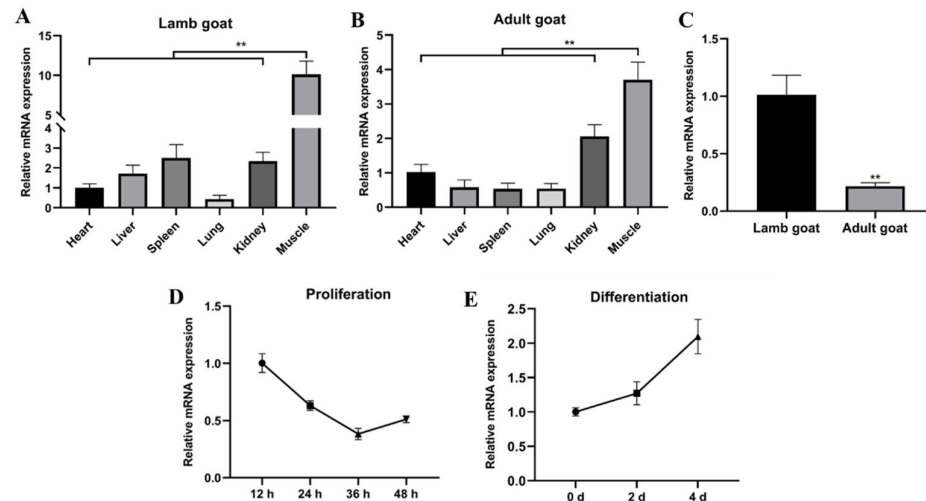 A
Lamb goat
**
Relative mRNA expression
15
10
5
4
3
2
1
0
Heart
Liver
Spleen
Lung
Kidney
Muscle
B
Adult goat
**
Relative mRNA expression
5
4
3
2
1
0
Heart
Liver
Spleen
Lung
Kidney
Muscle
C
Relative mRNA expression
1.5
1.0
0.5
0.0
**
Lamb goat
Adult goat
D
Proliferation
Relative mRNA expression
1.5
1.0
0.5
0.0
12 h
24 h
36 h
48 h
E
Differentiation
Relative mRNA expression
2.5
2.0
1.5
1.0
0.5
0.0
0 d
2 d
4 d